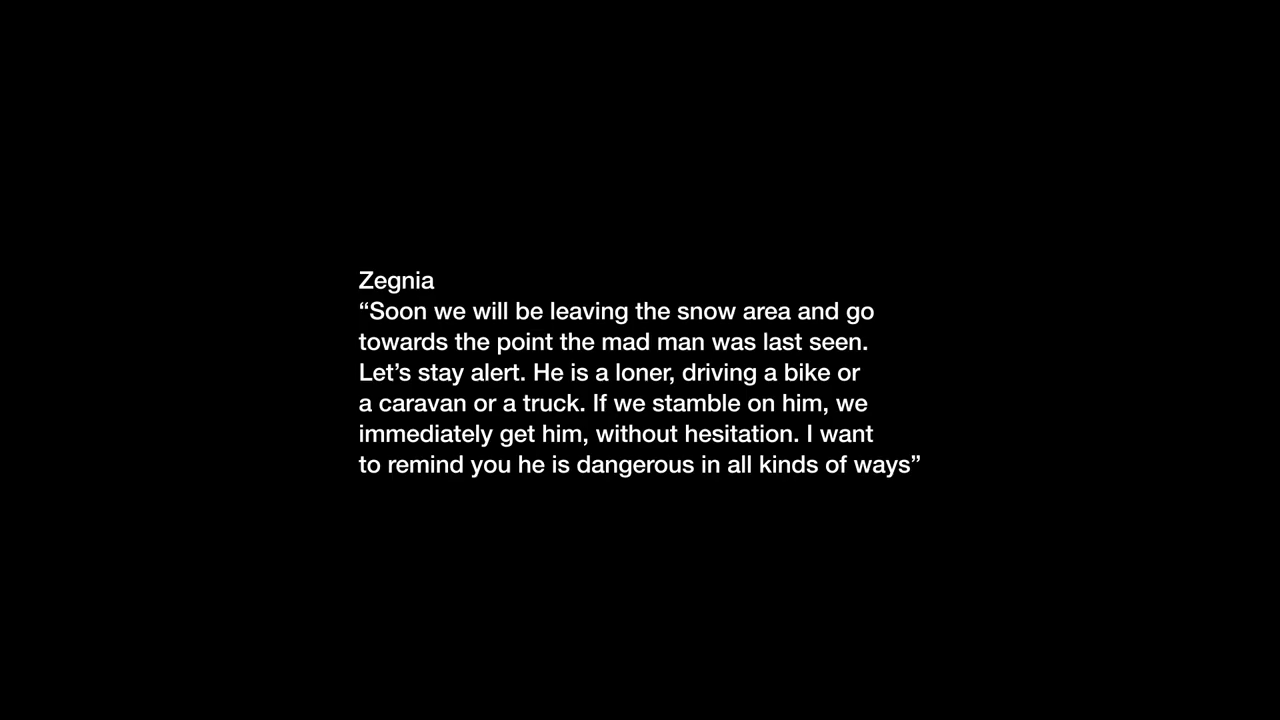 Zegnia
“Soon we will be leaving the snow area and go
towards the point the mad man was last seen.
Let’s stay alert. He is a loner, driving a bike or
a caravan or a truck. If we stamble on him, we
immediately get him, without hesitation. I want
to remind you he is dangerous in all kinds of ways”